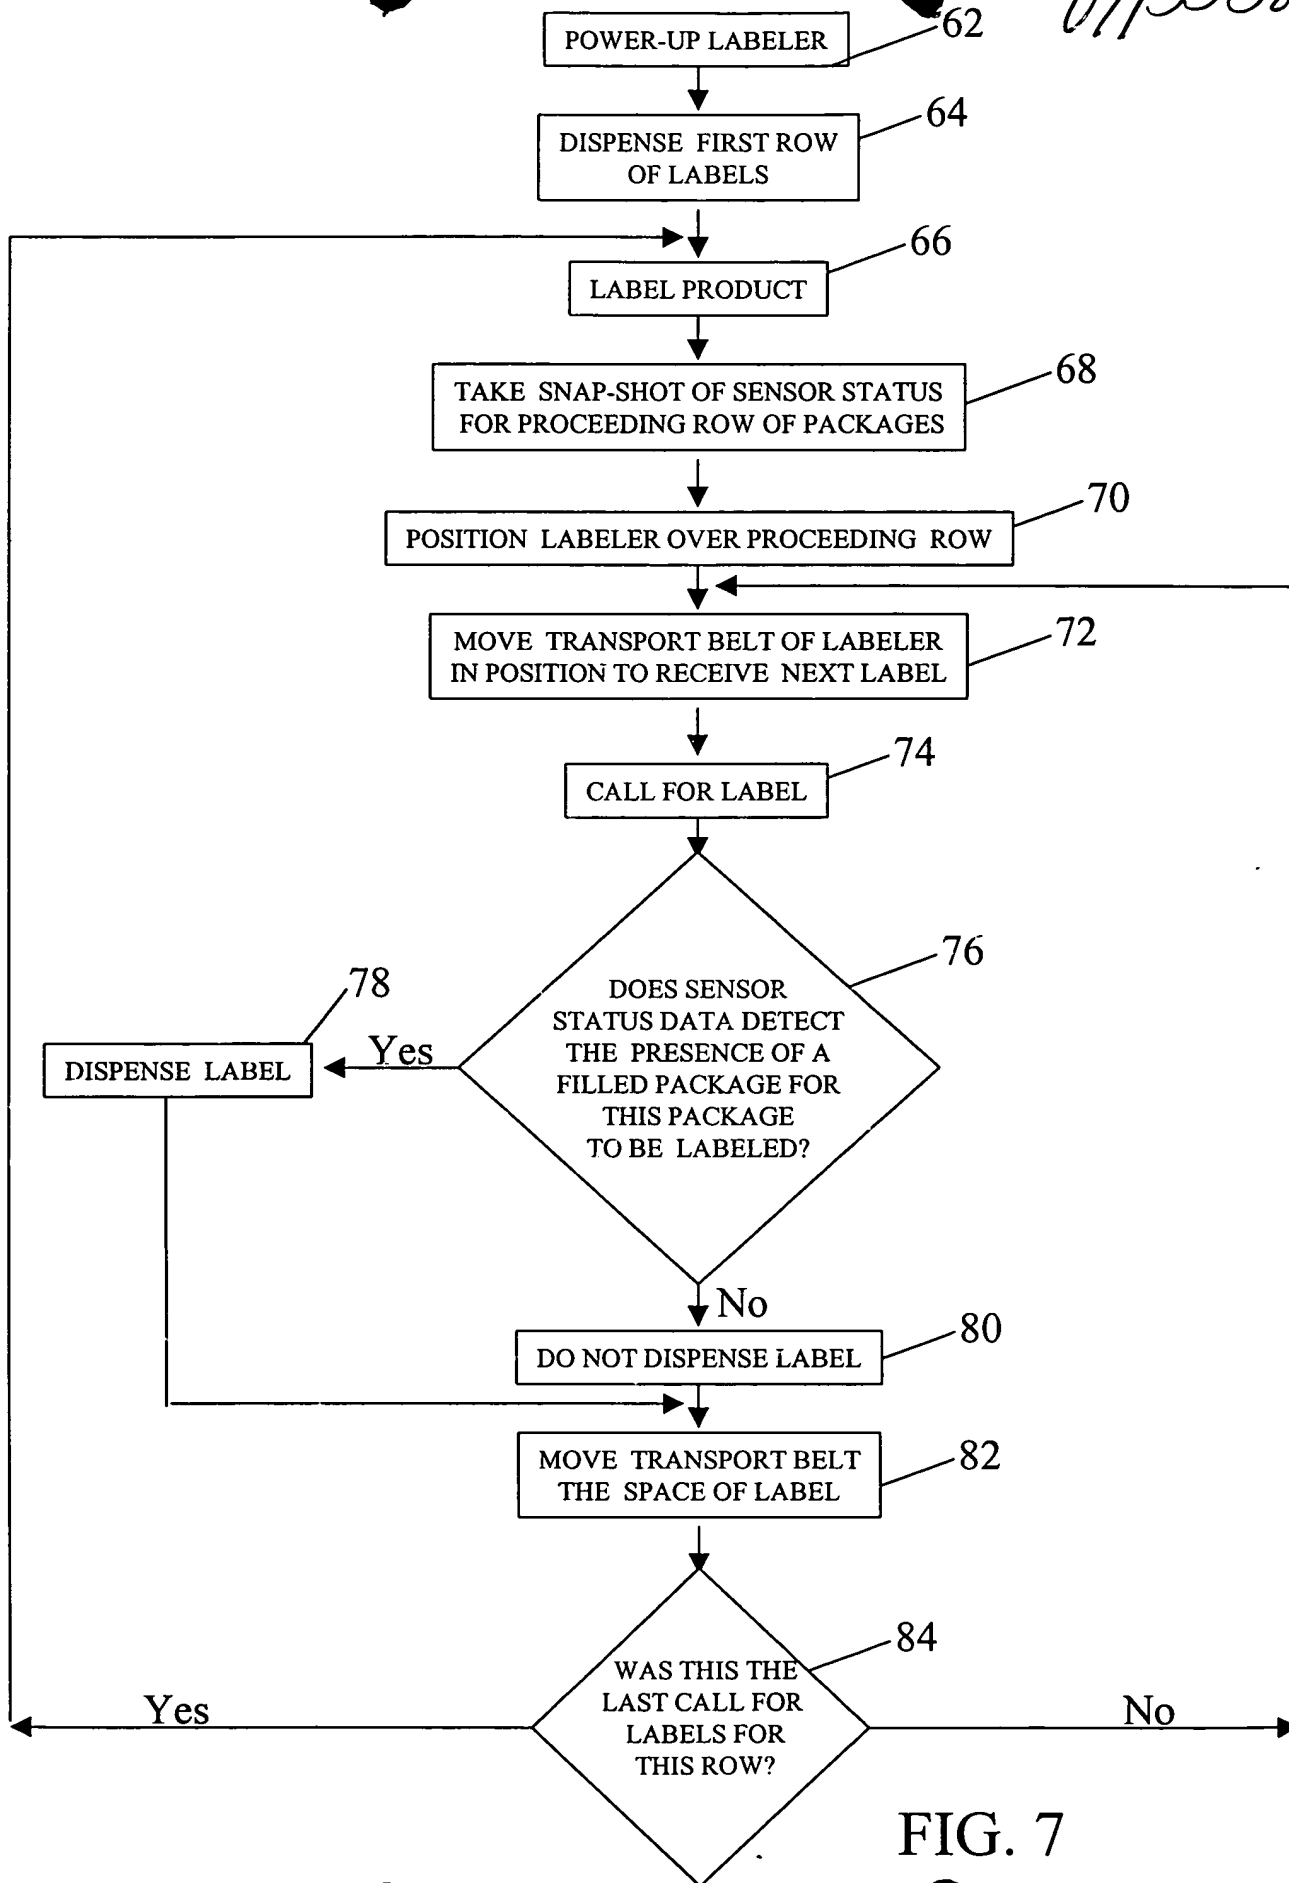 62
POWER-UP LABELER
64
DISPENSE FIRST ROW
OF LABELS
66
LABEL PRODUCT
68
TAKE SNAP-SHOT OF SENSOR STATUS
FOR PROCEEDING ROW OF PACKAGES
70
POSITION LABELER OVER PROCEEDING ROW
72
MOVE TRANSPORT BELT OF LABELER
IN POSITION TO RECEIVE NEXT LABEL
74
CALL FOR LABEL
76
DOES SENSOR
STATUS DATA DETECT
THE PRESENCE OF A
FILLED PACKAGE FOR
THIS PACKAGE
TO BE LABELED?
78
Yes
DISPENSE LABEL
No
80
DO NOT DISPENSE LABEL
82
MOVE TRANSPORT BELT
THE SPACE OF LABEL
84
WAS THIS THE
LAST CALL FOR
LABELS FOR
THIS ROW?
Yes
No
FIG. 7